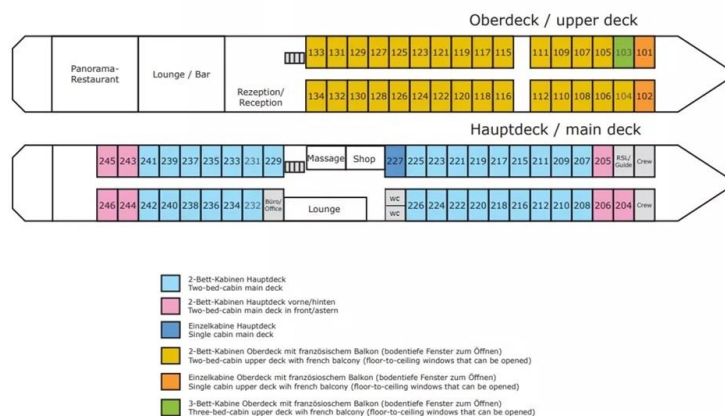 Oberdeck / upper deck
Panorama-
Restaurant
Lounge / Bar
Rezeption/
Reception
133 131 129 127 125 123 121 119 117 115 111 109 107 105 103 101
134 132 130 128 126 124 122 120 118 116 112 110 108 106 104 102
Hauptdeck / main deck
245 243 241 239 237 235 233 231 229 Massage Shop 227 225 223 221 219 217 215 211 209 207 205 RSL/ Guide Crew
246 244 242 240 238 236 234 232 Büro/ Office Lounge WC WC 226 224 222 220 218 216 212 210 208 206 204 Crew
2-Bett-Kabinen Hauptdeck
Two-bed-cabin main deck
2-Bett-Kabinen Hauptdeck vorne/hinten
Two-bed-cabin main deck in front/astern
Einzelkabine Hauptdeck
Single cabin main deck
2-Bett-Kabinen Oberdeck mit französischem Balkon (bodentiefe Fenster zum Öffnen)
Two-bed-cabin upper deck with french balcony (floor-to-ceiling windows that can be opened)
Einzelkabine Oberdeck mit französoschem Balkon (bodentiefe Fenster zum Öffnen)
Single cabin upper deck wih french balcony (floor-to-ceiling windows that can be opened)
3-Bett-Kabine Oberdeck mit französischem Balkon (bodentiefe Fenster zum Öffnen)
Three-bed-cabin upper deck wih french balcony (floor-to-ceiling windows that can be opened)